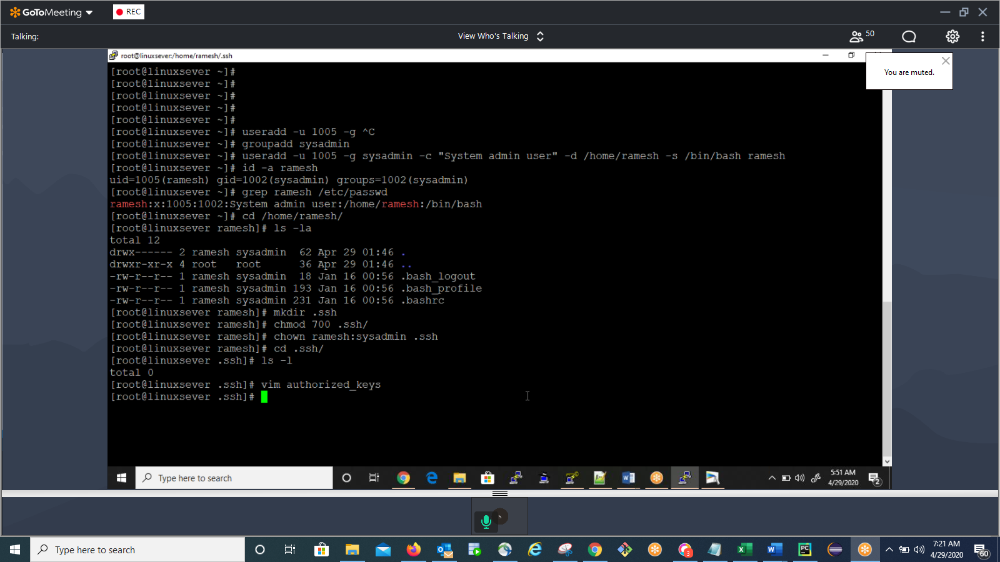 GoToMeeting
REC
Talking:
View Who's Talking
50
root@linuxsever:/home/ramesh/.ssh
You are muted.
[root@linuxsever ~]#
[root@linuxsever ~]#
[root@linuxsever ~]#
[root@linuxsever ~]#
[root@linuxsever ~]#
[root@linuxsever ~]# useradd -u 1005 -g ^C
[root@linuxsever ~]# groupadd sysadmin
[root@linuxsever ~]# useradd -u 1005 -g sysadmin -c "System admin user" -d /home/ramesh -s /bin/bash ramesh
[root@linuxsever ~]# id -a ramesh
uid=1005(ramesh) gid=1002(sysadmin) groups=1002(sysadmin)
[root@linuxsever ~]# grep ramesh /etc/passwd
ramesh:x:1005:1002:System admin user:/home/ramesh:/bin/bash
[root@linuxsever ~]# cd /home/ramesh/
[root@linuxsever ramesh]# ls -la
total 12
drwx------ 2 ramesh sysadmin  62 Apr 29 01:46 .
drwxr-xr-x 4 root   root      36 Apr 29 01:46 ..
-rw-r--r-- 1 ramesh sysadmin  18 Jan 16 00:56 .bash_logout
-rw-r--r-- 1 ramesh sysadmin 193 Jan 16 00:56 .bash_profile
-rw-r--r-- 1 ramesh sysadmin 231 Jan 16 00:56 .bashrc
[root@linuxsever ramesh]# mkdir .ssh
[root@linuxsever ramesh]# chmod 700 .ssh/
[root@linuxsever ramesh]# chown ramesh:sysadmin .ssh
[root@linuxsever ramesh]# cd .ssh/
[root@linuxsever .ssh]# ls -l
total 0
[root@linuxsever .ssh]# vim authorized_keys
[root@linuxsever .ssh]#
Type here to search
5:51 AM
4/29/2020
2
s
Type here to search
3
PC
7:21 AM
4/29/2020
60